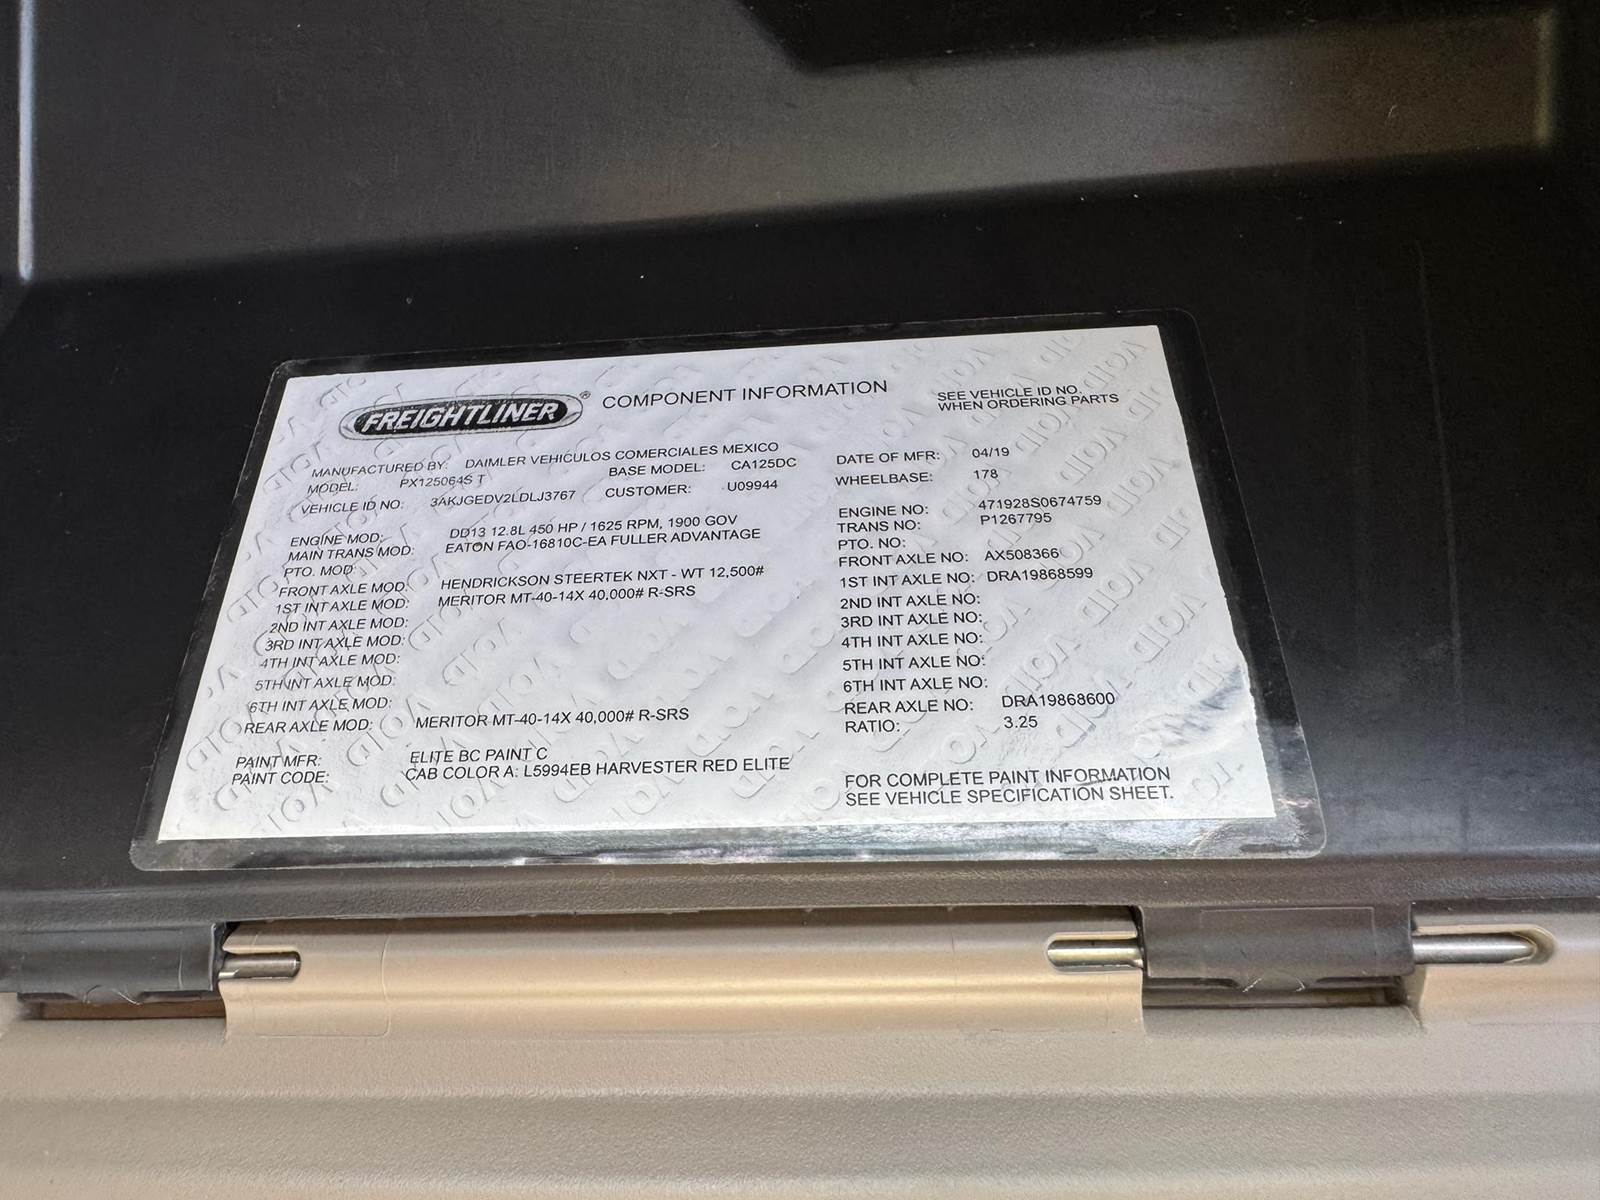 FREIGHTLINER® COMPONENT INFORMATION
SEE VEHICLE ID NO.
WHEN ORDERING PARTS
MANUFACTURED BY: DAIMLER VEHICULOS COMERCIALES MEXICO
MODEL: PX125064S T BASE MODEL: CA125DC
VEHICLE ID NO: 3AKJGEDV2LDLJ3767 CUSTOMER: U09944
DATE OF MFR: 04/19
WHEELBASE: 178
ENGINE MOD: DD13 12.8L 450 HP / 1625 RPM, 1900 GOV
MAIN TRANS MOD: EATON FAO-16810C-EA FULLER ADVANTAGE
PTO. MOD:
FRONT AXLE MOD: HENDRICKSON STEERTEK NXT - WT 12,500#
1ST INT AXLE MOD: MERITOR MT-40-14X 40,000# R-SRS
2ND INT AXLE MOD:
3RD INT AXLE MOD:
4TH INT AXLE MOD:
5TH INT AXLE MOD:
6TH INT AXLE MOD:
REAR AXLE MOD: MERITOR MT-40-14X 40,000# R-SRS
ENGINE NO: 471928S0674759
TRANS NO: P1267795
PTO. NO:
FRONT AXLE NO: AX508366
1ST INT AXLE NO: DRA19868599
2ND INT AXLE NO:
3RD INT AXLE NO:
4TH INT AXLE NO:
5TH INT AXLE NO:
6TH INT AXLE NO:
REAR AXLE NO: DRA19868600
RATIO: 3.25
PAINT MFR: ELITE BC PAINT C
PAINT CODE: CAB COLOR A: L5994EB HARVESTER RED ELITE
FOR COMPLETE PAINT INFORMATION
SEE VEHICLE SPECIFICATION SHEET.